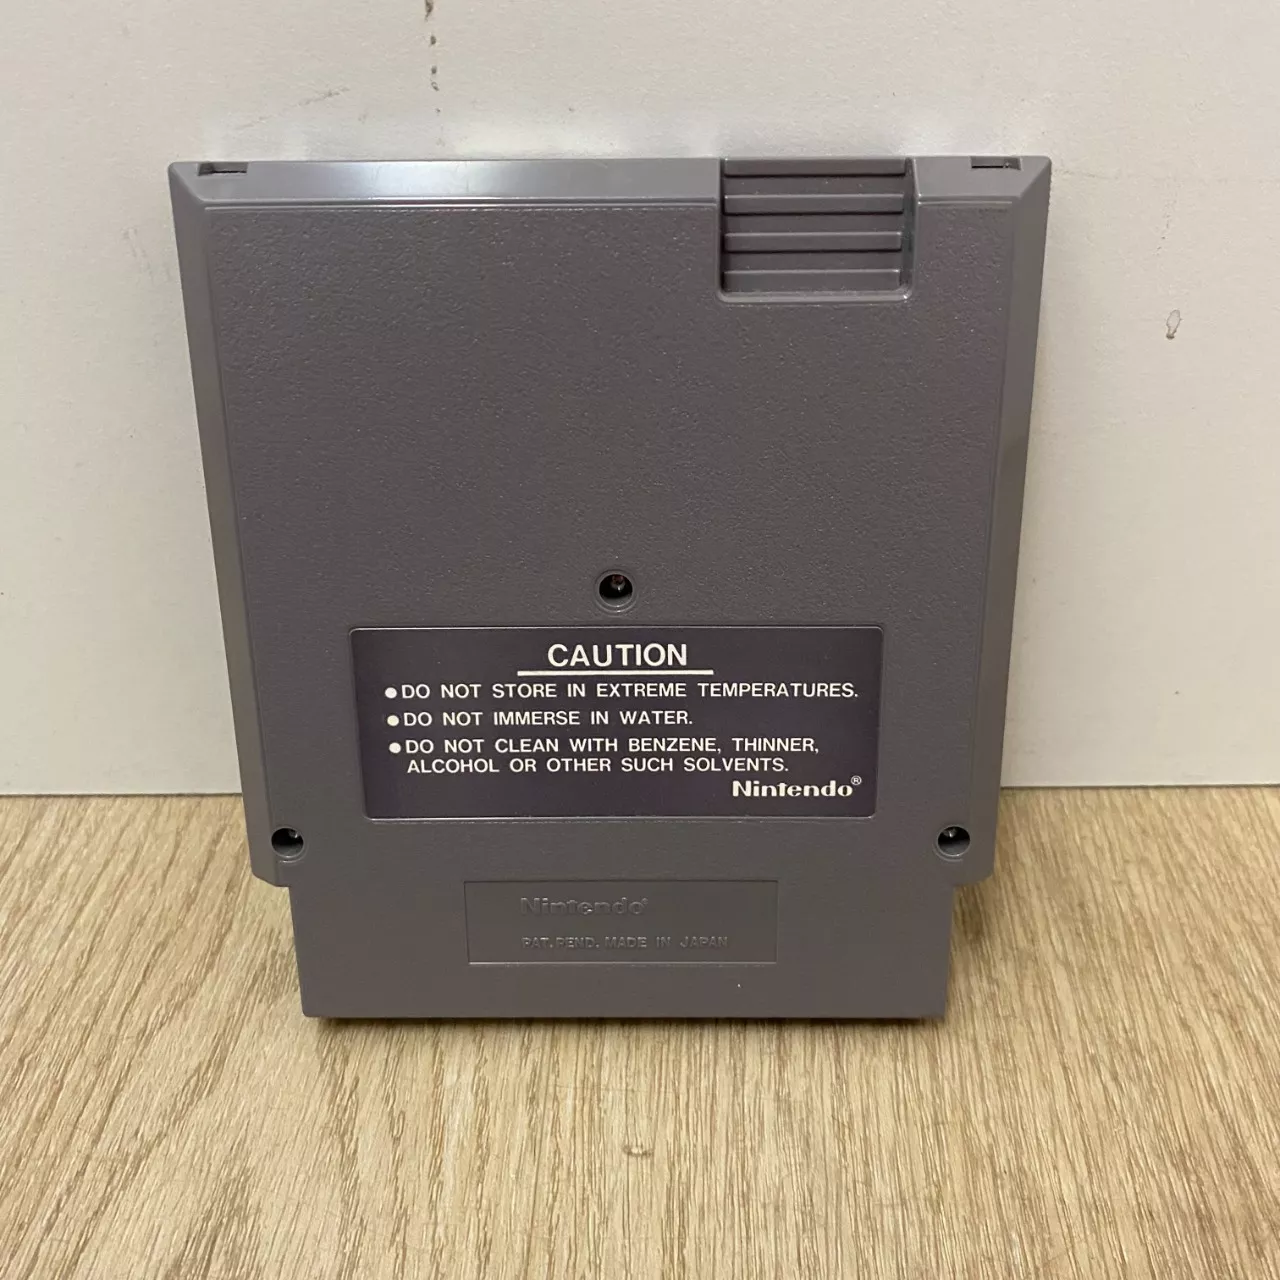 CAUTION
●DO NOT STORE IN EXTREME TEMPERATURES.
●DO NOT IMMERSE IN WATER.
●DO NOT CLEAN WITH BENZENE, THINNER,
ALCOHOL OR OTHER SUCH SOLVENTS.
Nintendo®
Nintendo®
PAT. PEND. MADE IN JAPAN